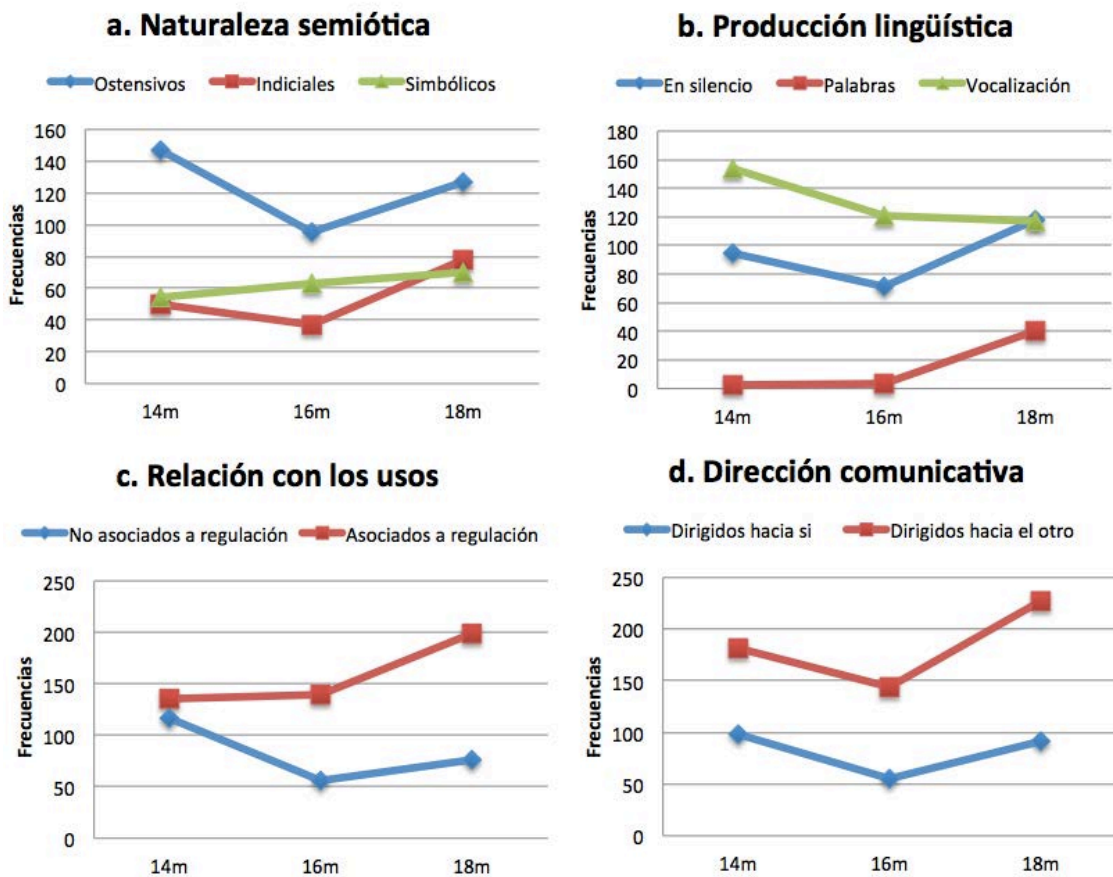 a. Naturaleza semiótica
Ostensivos Indiciales Simbólicos
Frecuencias
160
140
120
100
80
60
40
20
0
14m 16m 18m
b. Producción lingüística
En silencio Palabras Vocalización
Frecuencias
180
160
140
120
100
80
60
40
20
0
14m 16m 18m
c. Relación con los usos
No asociados a regulación Asociados a regulación
Frecuencias
250
200
150
100
50
0
14m 16m 18m
d. Dirección comunicativa
Dirigidos hacia si Dirigidos hacia el otro
Frecuencias
250
200
150
100
50
0
14m 16m 18m